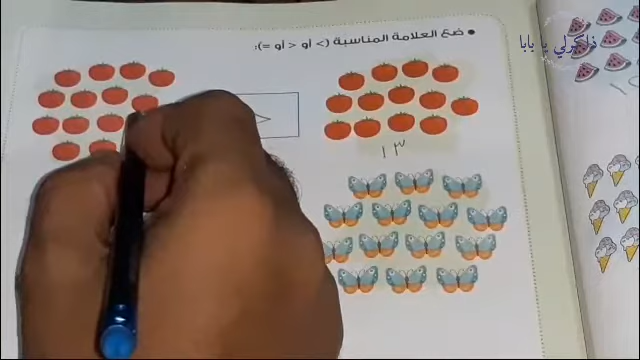 ضع العلامة المناسبة (> أو < أو =):
ذاكرلي يا بابا
١٣